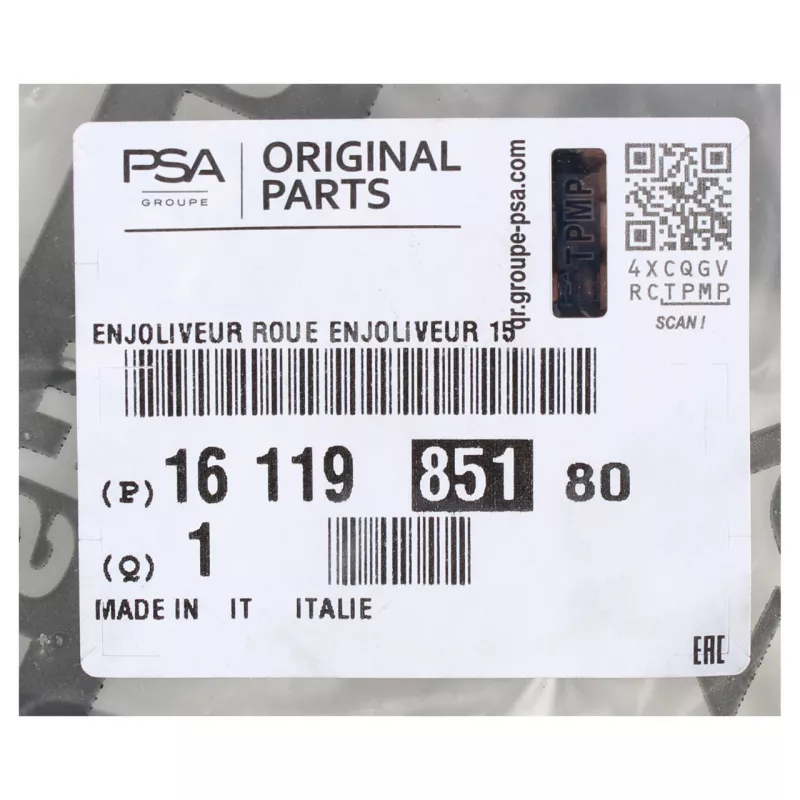 PSA
GROUPE
ORIGINAL
PARTS
qr.groupe-psa.com
PSA TPMP
4XCQGV
RCTPMP
SCAN!
ENJOLIVEUR ROUE ENJOLIVEUR 15
(P) 16 119 851 80
(Q) 1
MADE IN IT ITALIE
EAC